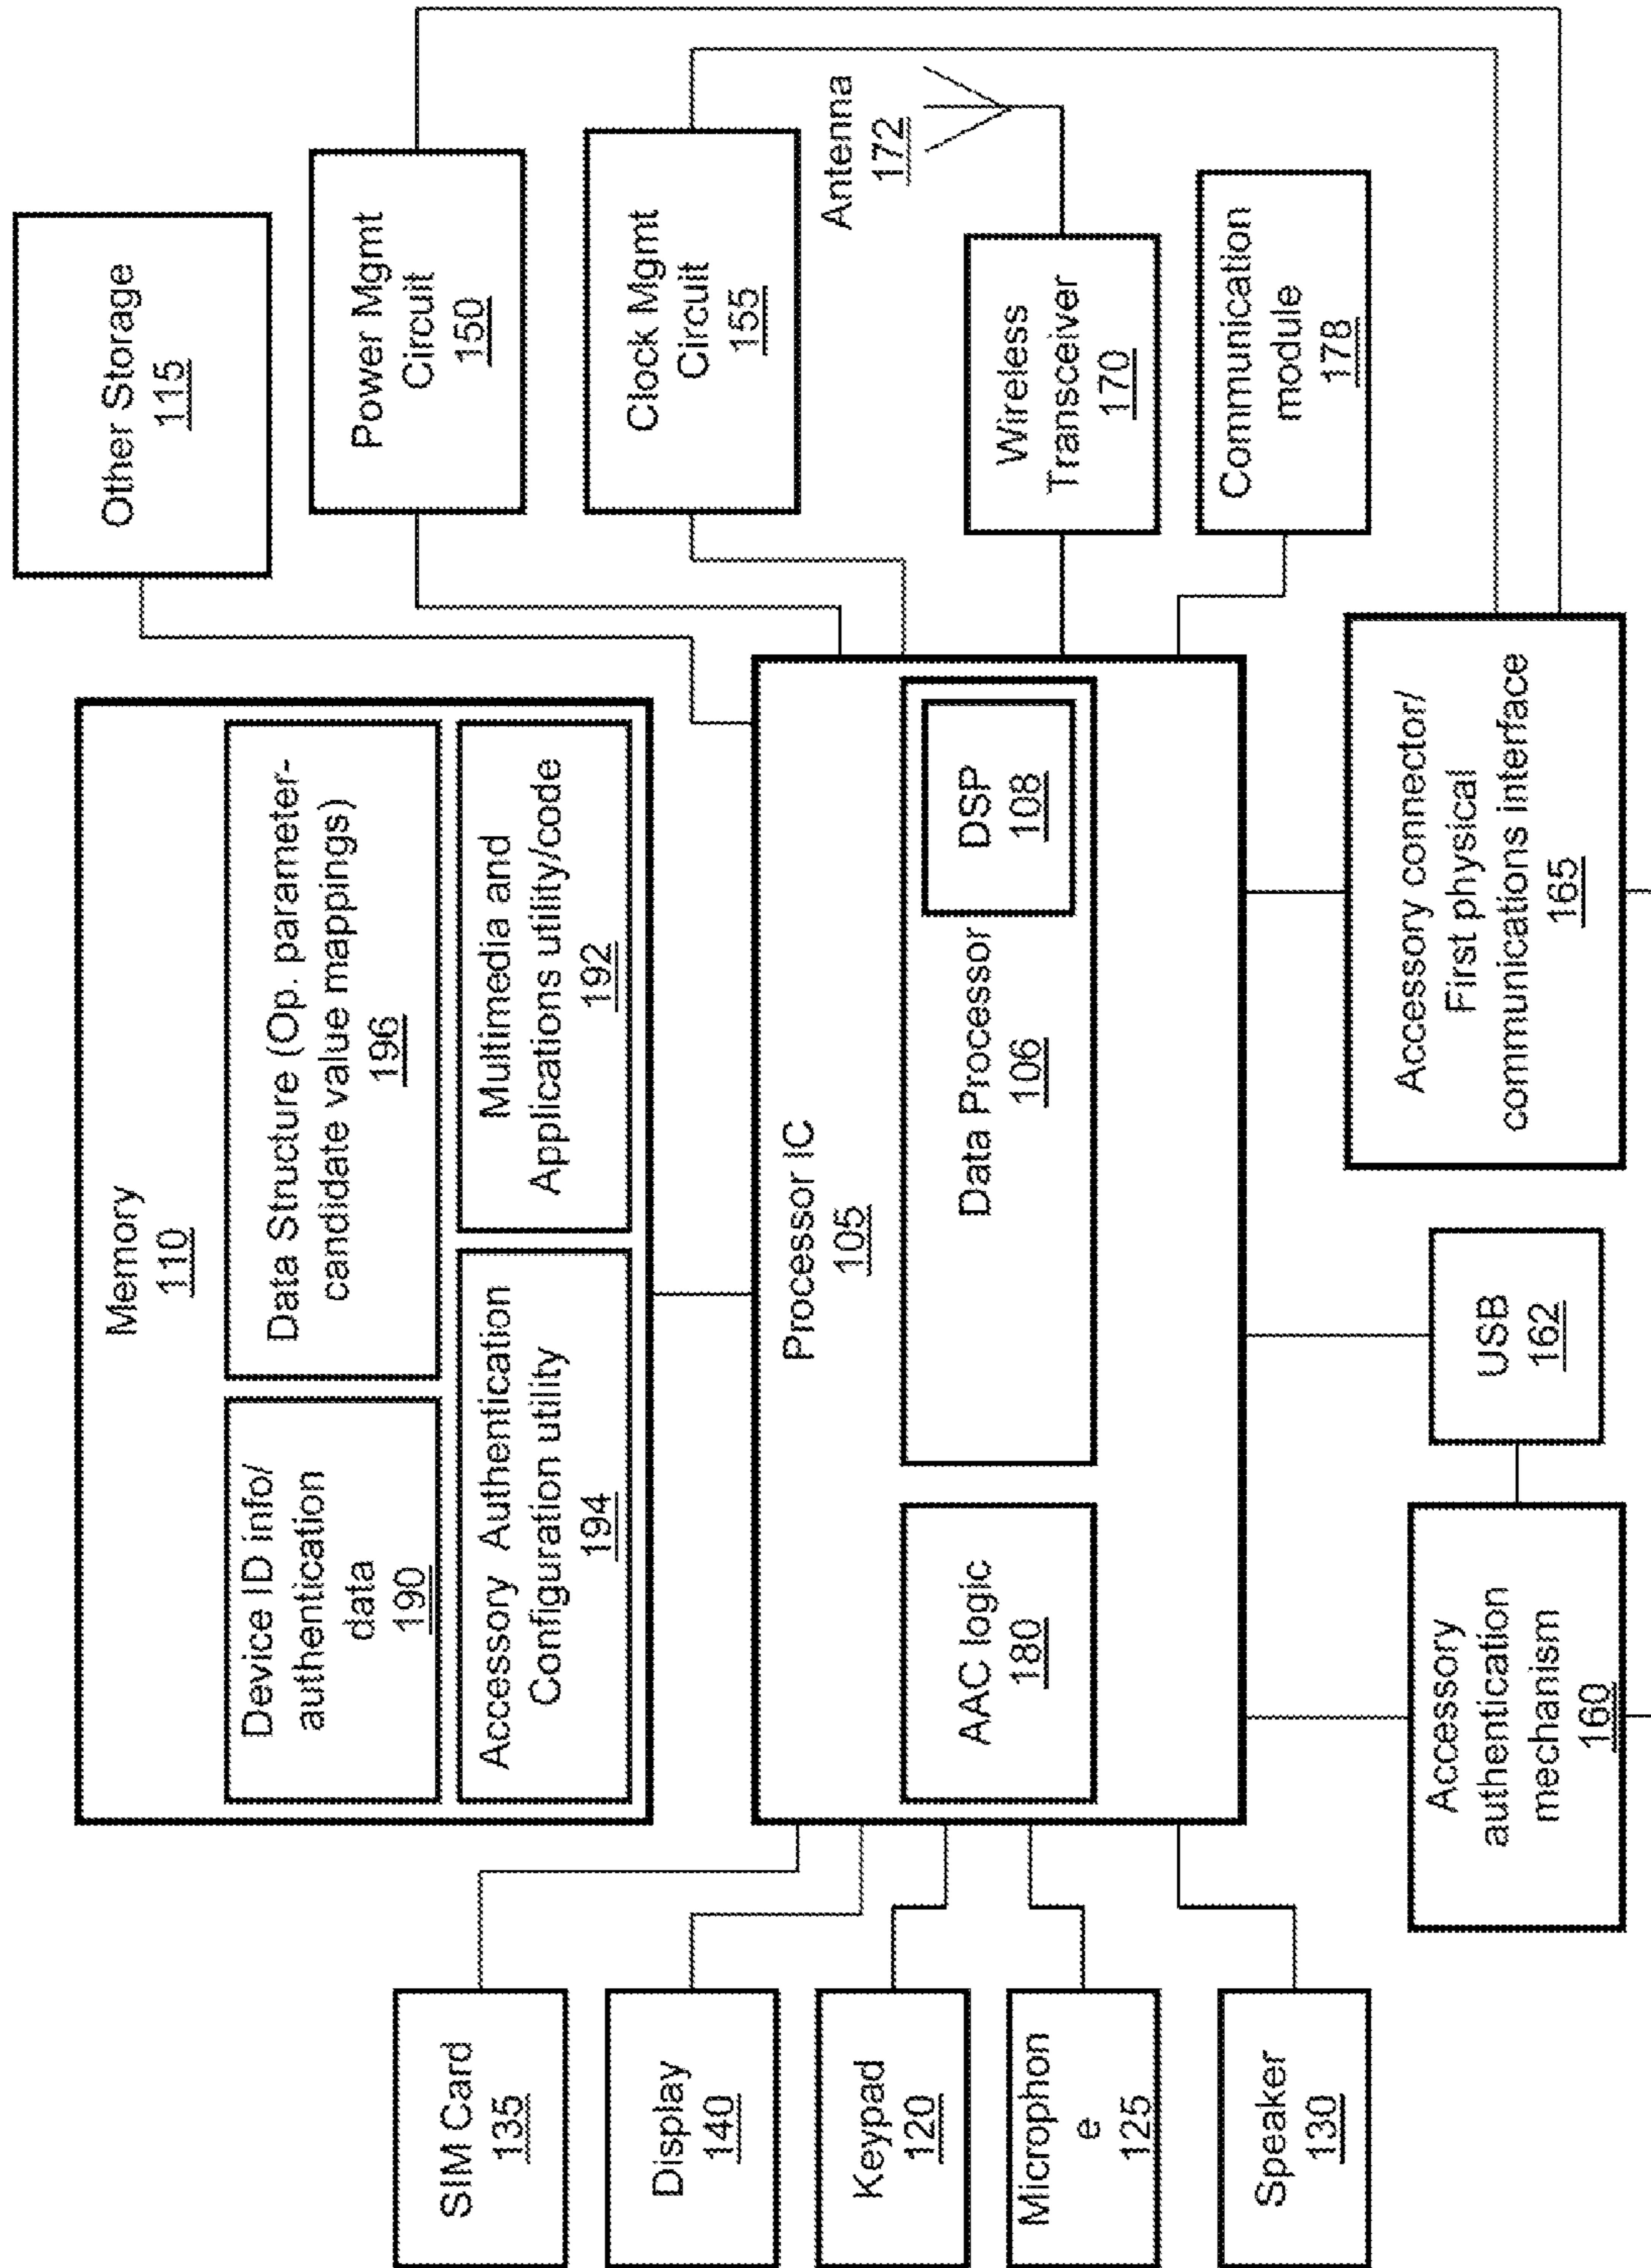 Memory
110
Device ID info/
authentication
data
190
Data Structure (Op. parameter-
candidate value mappings)
196
Accessory Authentication
Configuration utility
194
Multimedia and
Applications utility/code
192
Other Storage
115
Power Mgmt
Circuit
150
Clock Mgmt
Circuit
155
Antenna
172
Wireless
Transceiver
170
Communication
module
178
SIM Card
135
Display
140
Keypad
120
Microphon
e
125
Speaker
130
Processor IC
105
AAC logic
180
Data Processor
106
DSP
108
Accessory
authentication
mechanism
160
USB
162
Accessory connector/
First physical
communications interface
165